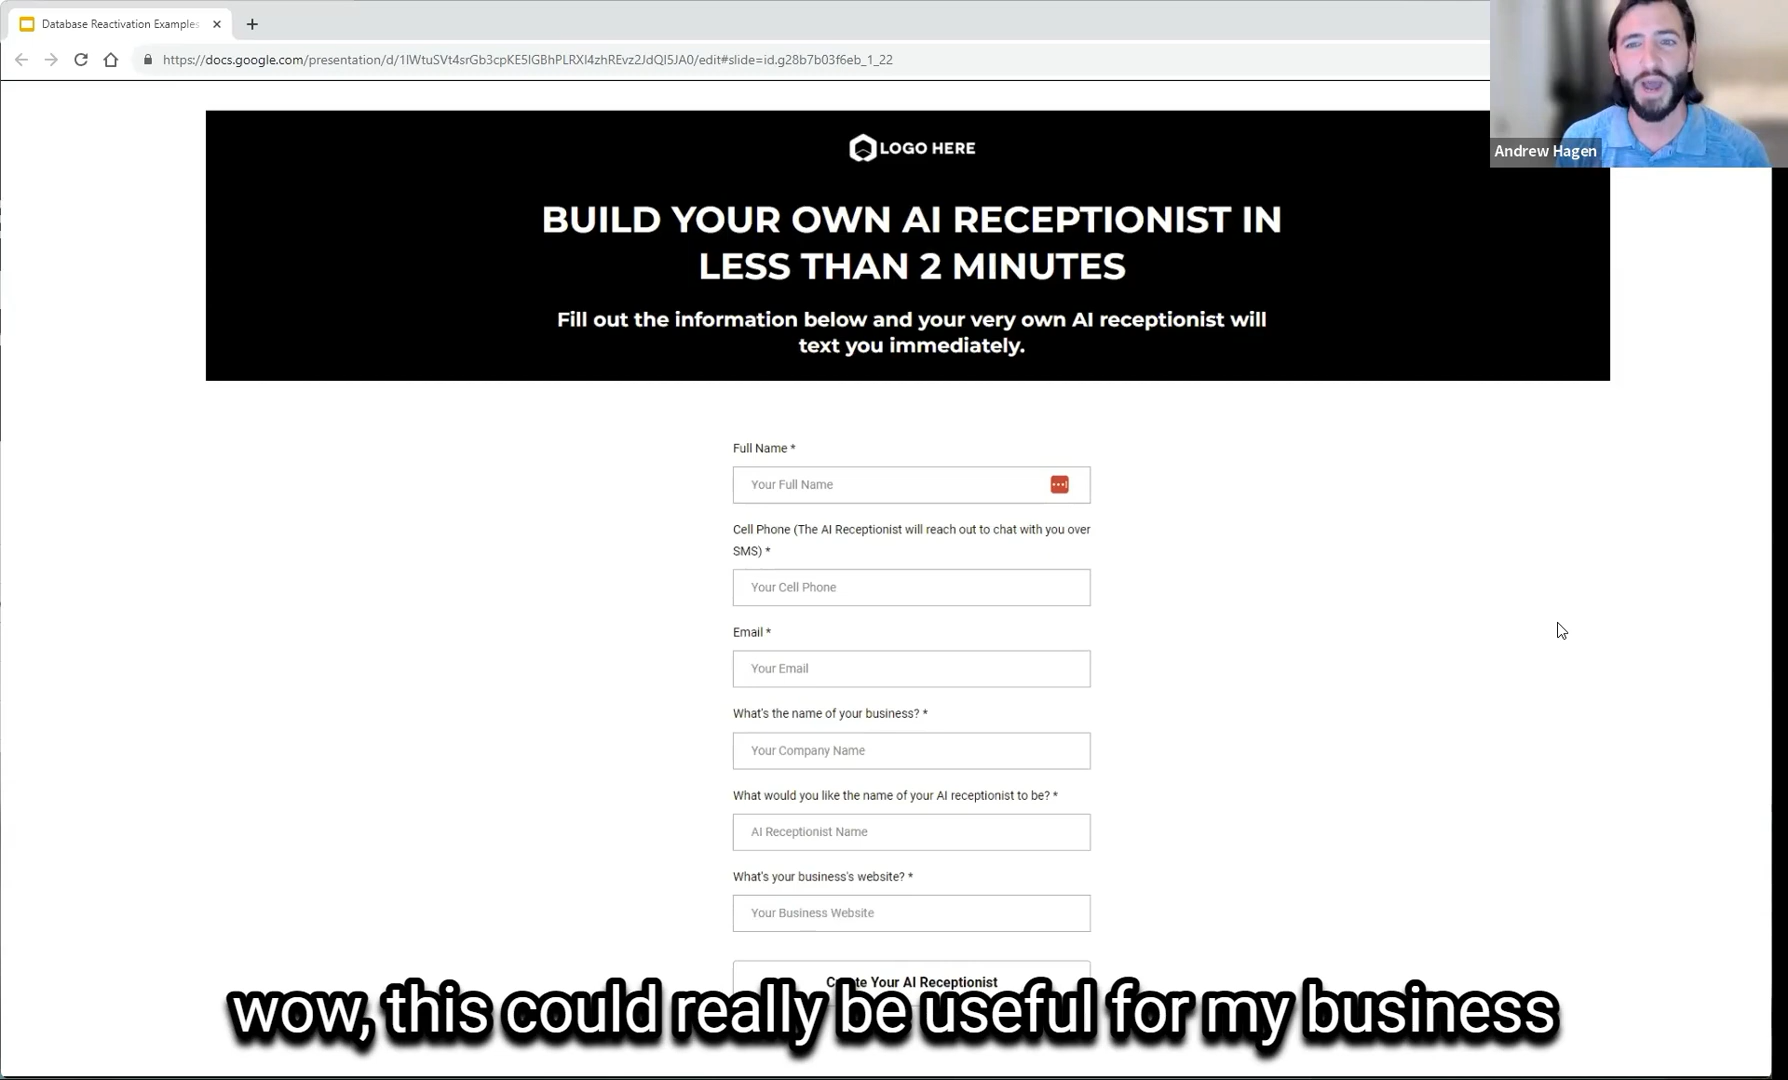 Database Reactivation Examples
https://docs.google.com/presentation/d/1lWtuSVt4srGb3cpKE5lGBhPLRXl4zhREvz2JdQl5JA0/edit#slide=id.g28b7b03f6eb_1_22
Andrew Hagen
LOGO HERE
BUILD YOUR OWN AI RECEPTIONIST IN
LESS THAN 2 MINUTES
Fill out the information below and your very own AI receptionist will
text you immediately.
Full Name *
Your Full Name
Cell Phone (The AI Receptionist will reach out to chat with you over
SMS) *
Your Cell Phone
Email *
Your Email
What's the name of your business? *
Your Company Name
What would you like the name of your AI receptionist to be? *
AI Receptionist Name
What's your business's website? *
Your Business Website
Create Your AI Receptionist
wow, this could really be useful for my business